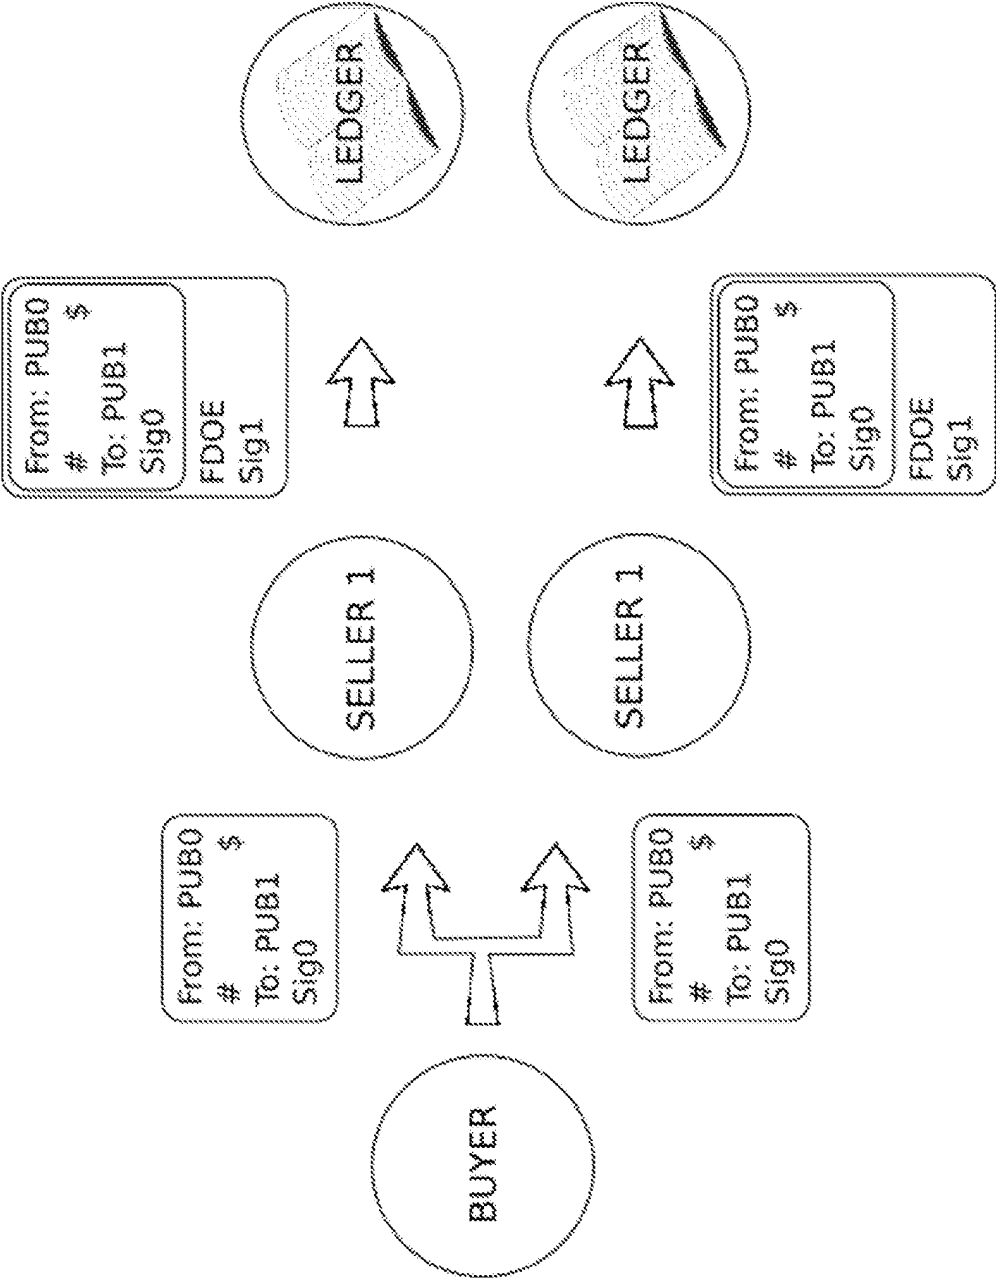 BUYER
From: PUB0
# $
To: PUB1
Sig0
From: PUB0
# $
To: PUB1
Sig0
SELLER 1
SELLER 1
From: PUB0
# $
To: PUB1
Sig0
FDOE
Sig1
From: PUB0
# $
To: PUB1
Sig0
FDOE
Sig1
LEDGER
LEDGER